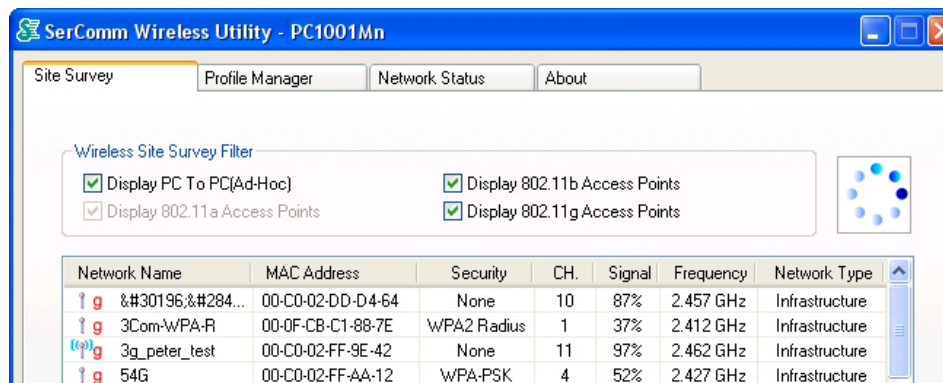 SerComm Wireless Utility - PC1001Mn
Site Survey Profile Manager Network Status About
Wireless Site Survey Filter
Display PC To PC(Ad-Hoc) Display 802.11b Access Points
Display 802.11a Access Points Display 802.11g Access Points
Network Name MAC Address Security CH. Signal Frequency Network Type
g &#30196;&#284... 00-C0-02-DD-D4-64 None 10 87% 2.457 GHz Infrastructure
g 3Com-WPA-R 00-0F-CB-C1-88-7E WPA2 Radius 1 37% 2.412 GHz Infrastructure
g 3g_peter_test 00-C0-02-FF-9E-42 None 11 97% 2.462 GHz Infrastructure
g 54G 00-C0-02-FF-AA-12 WPA-PSK 4 52% 2.427 GHz Infrastructure